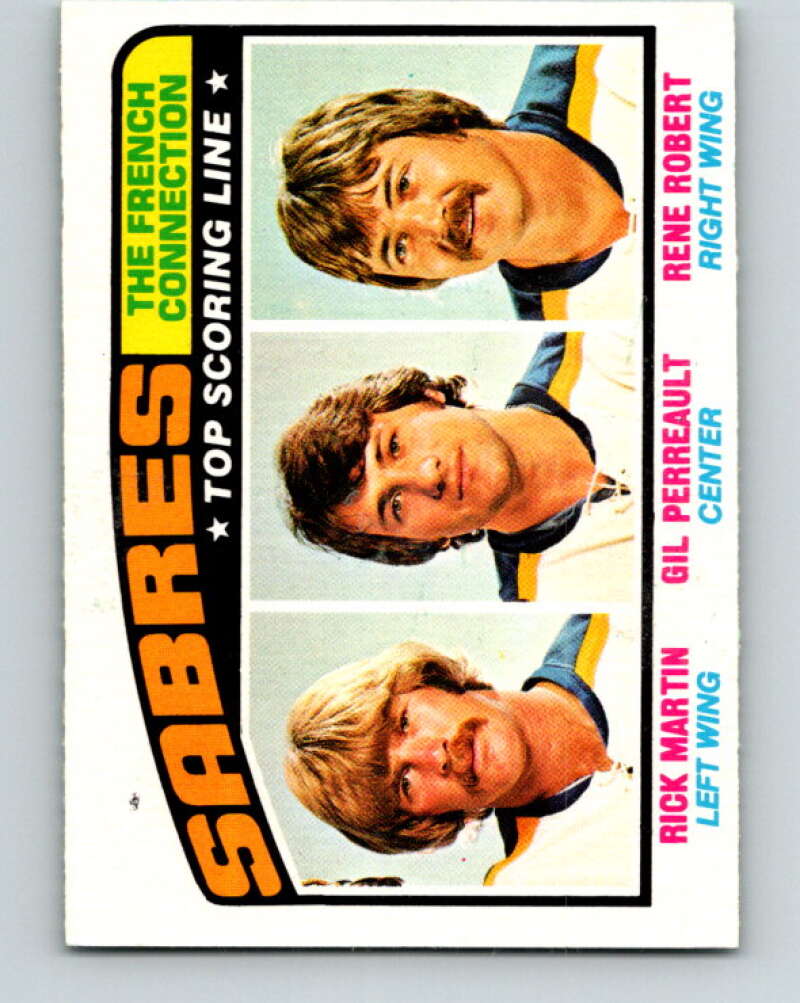 SABRES
THE FRENCH
CONNECTION
★ TOP SCORING LINE ★
RICK MARTIN
LEFT WING
GIL PERREAULT
CENTER
RENE ROBERT
RIGHT WING